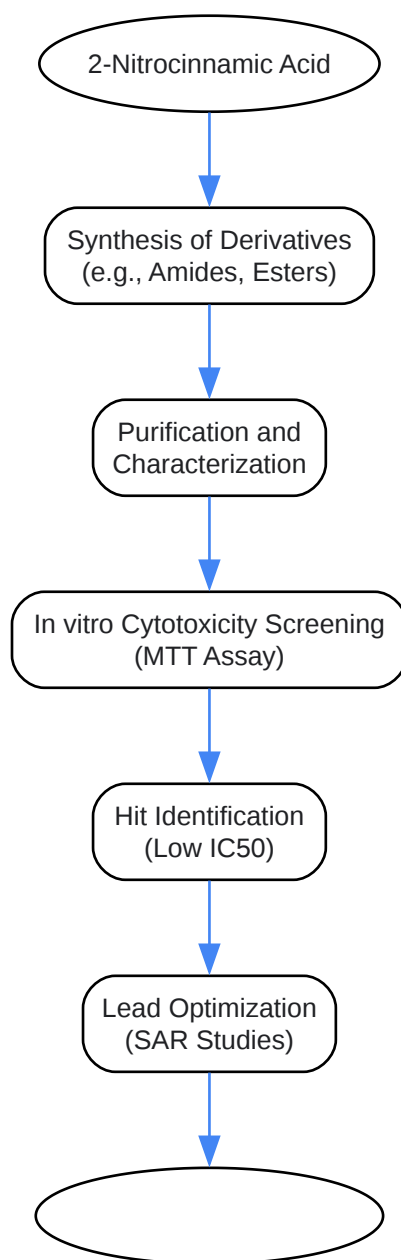 2-Nitrocinnamic Acid
Synthesis of Derivatives
(e.g., Amides, Esters)
Purification and
Characterization
In vitro Cytotoxicity Screening
(MTT Assay)
Hit Identification
(Low IC50)
Lead Optimization
(SAR Studies)